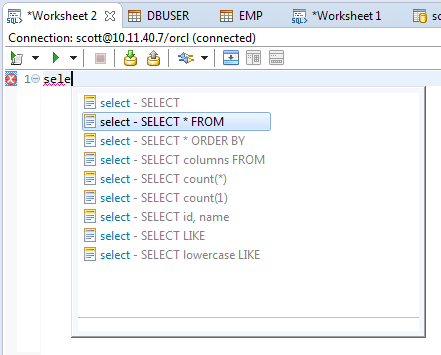 *Worksheet 2
DBUSER
EMP
*Worksheet 1
Connection: scott@10.11.40.7/orcl (connected)
1 sele
select - SELECT
select - SELECT * FROM
select - SELECT * ORDER BY
select - SELECT columns FROM
select - SELECT count(*)
select - SELECT count(1)
select - SELECT id, name
select - SELECT LIKE
select - SELECT lowercase LIKE